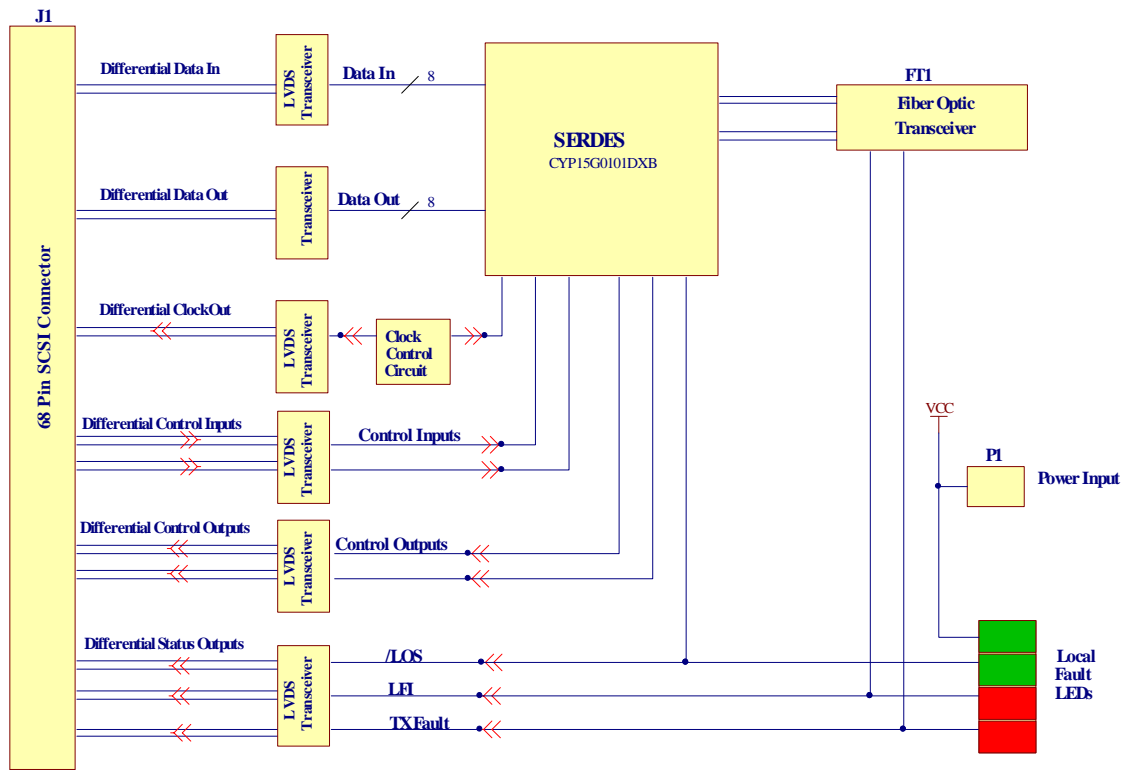 J1
68 Pin SCSI Connector
Differential Data In
LVDS
Transceiver
Data In
8
SERDES
CYP15G0101DXB
FT1
Fiber Optic
Transceiver
Differential Data Out
Transceiver
Data Out
8
Differential ClockOut
LVDS
Transceiver
Clock
Control
Circuit
Differential Control Inputs
LVDS
Transceiver
Control Inputs
VCC
P1
Power Input
Differential Control Outputs
LVDS
Transceiver
Control Outputs
Differential Status Outputs
LVDS
Transceiver
/LOS
LFI
TXFault
Local
Fault
LEDs